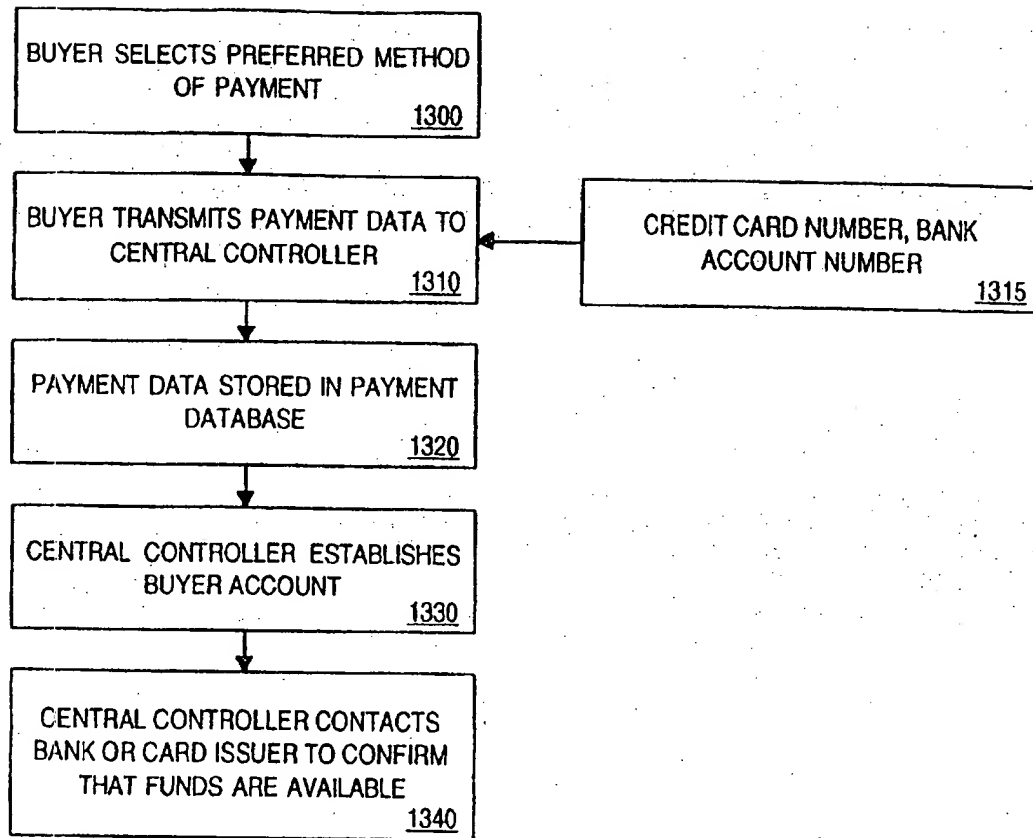 BUYER SELECTS PREFERRED METHOD
OF PAYMENT
1300
BUYER TRANSMITS PAYMENT DATA TO
CENTRAL CONTROLLER
1310
CREDIT CARD NUMBER, BANK
ACCOUNT NUMBER
1315
PAYMENT DATA STORED IN PAYMENT
DATABASE
1320
CENTRAL CONTROLLER ESTABLISHES
BUYER ACCOUNT
1330
CENTRAL CONTROLLER CONTACTS
BANK OR CARD ISSUER TO CONFIRM
THAT FUNDS ARE AVAILABLE
1340